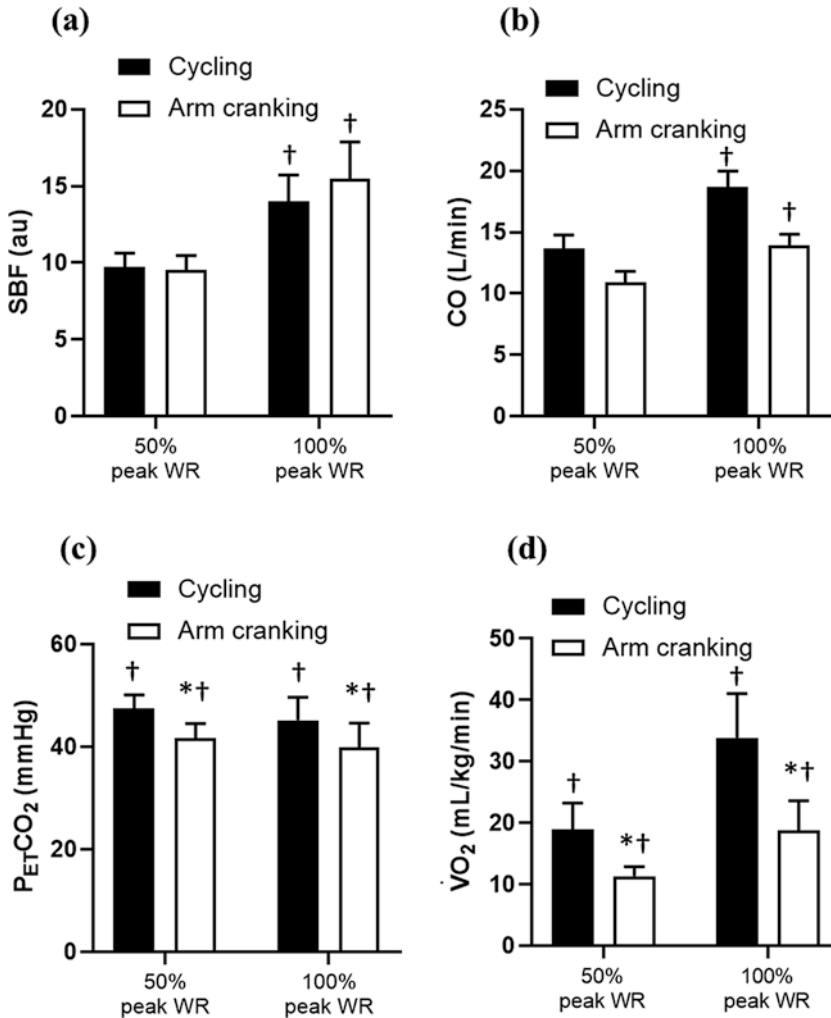 (a)
Cycling
Arm cranking
SBF (au)
20
15
10
5
0
† †
50%
peak WR
100%
peak WR
(b)
Cycling
Arm cranking
CO (L/min)
25
20
15
10
5
0
† †
50%
peak WR
100%
peak WR
(c)
Cycling
Arm cranking
PETCO2 (mmHg)
60
40
20
0
† *† † *†
50%
peak WR
100%
peak WR
(d)
Cycling
Arm cranking
V̇O2 (mL/kg/min)
50
40
30
20
10
0
† *† † *†
50%
peak WR
100%
peak WR